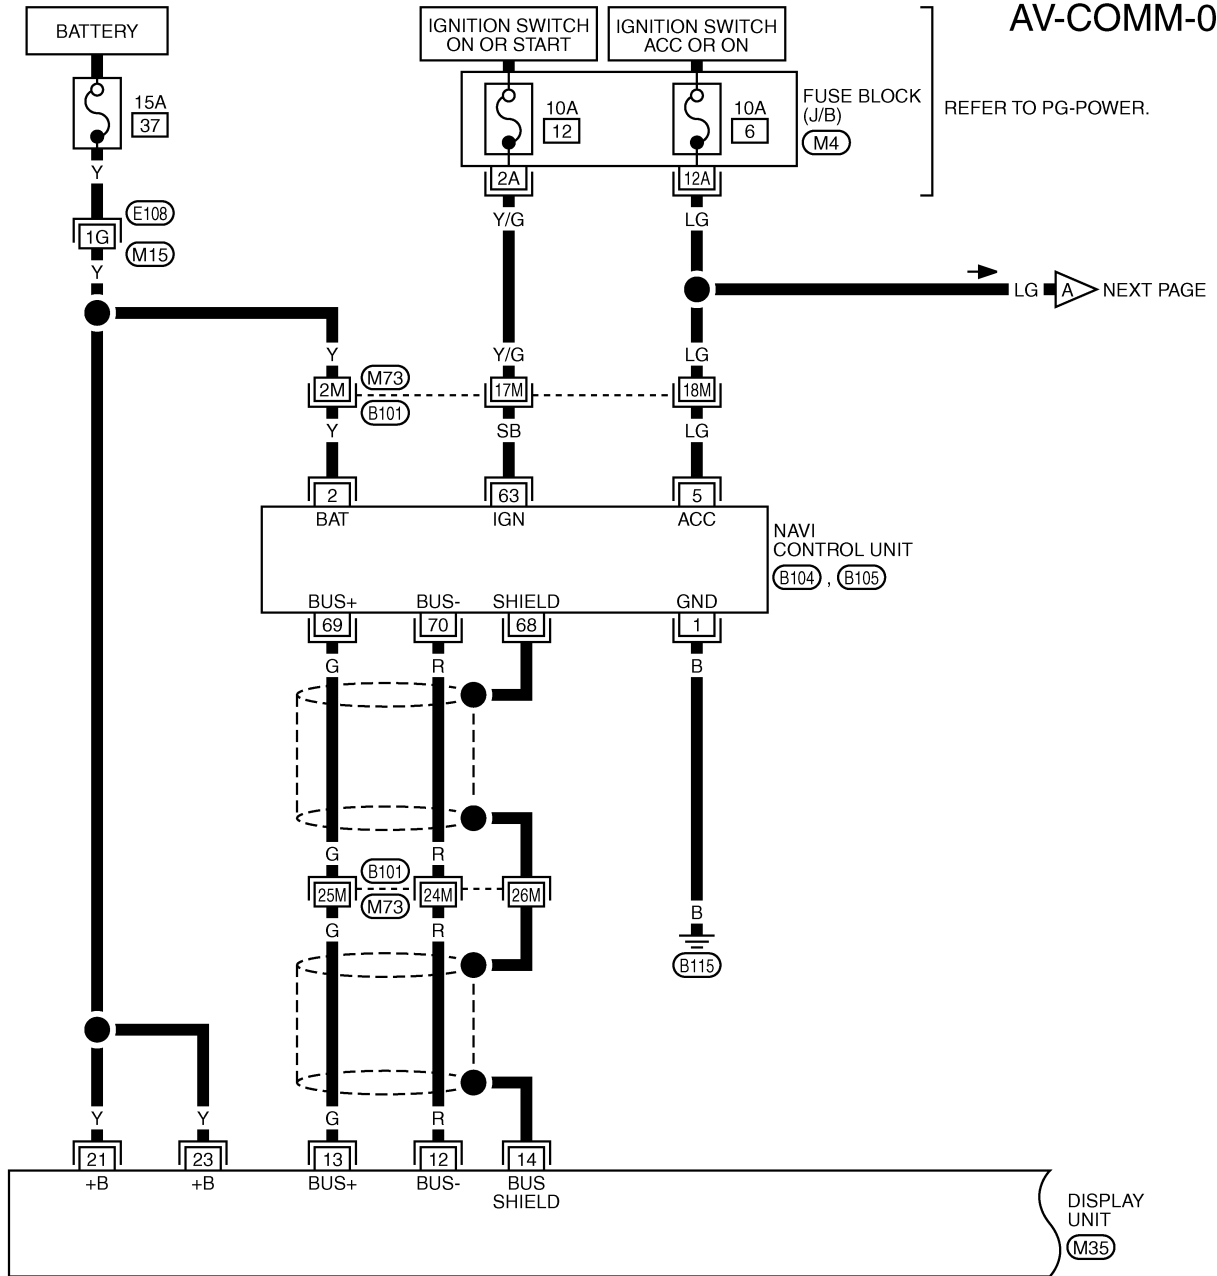 AV-COMM-0
BATTERY
IGNITION SWITCH
ON OR START
IGNITION SWITCH
ACC OR ON
15A
37
10A
12
10A
6
FUSE BLOCK
(J/B)
M4
REFER TO PG-POWER.
Y
2A
12A
E108
1G
M15
Y/G
LG
Y
LG
A
NEXT PAGE
Y
Y/G
LG
2M
M73
17M
18M
B101
Y
SB
LG
2
63
5
BAT
IGN
ACC
NAVI
CONTROL UNIT
B104 , B105
BUS+
BUS-
SHIELD
GND
69
70
68
1
G
R
B
G
R
B101
25M
24M
26M
M73
B
G
R
B115
Y
Y
G
R
21
23
13
12
14
+B
+B
BUS+
BUS-
BUS
SHIELD
DISPLAY
UNIT
M35